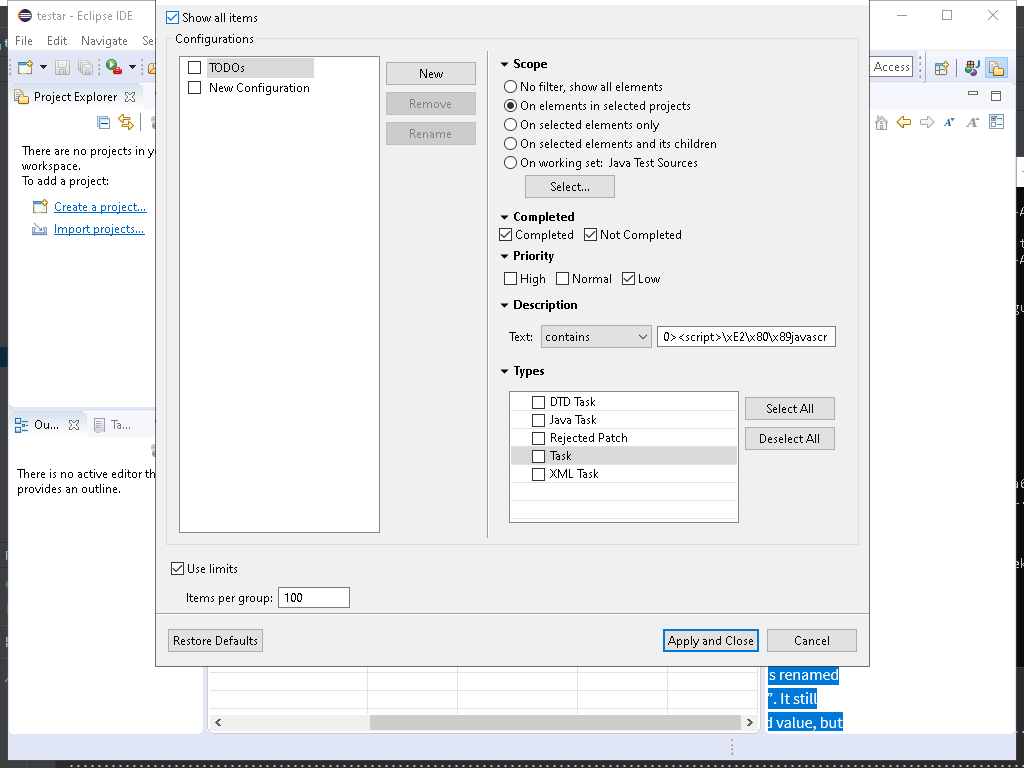 testar - Eclipse IDE
File Edit Navigate Se
Access
Project Explorer
There are no projects in y
workspace.
To add a project:
Create a project...
Import projects...
Ou...
Ta...
There is no active editor th
provides an outline.
Show all items
Configurations
TODOs
New Configuration
New
Remove
Rename
Scope
No filter, show all elements
On elements in selected projects
On selected elements only
On selected elements and its children
On working set: Java Test Sources
Select...
Completed
Completed Not Completed
Priority
High Normal Low
Description
Text: contains 0><script>\xE2\x80\x89javascr
Types
DTD Task
Java Task
Rejected Patch
Task
XML Task
Select All
Deselect All
Use limits
Items per group: 100
Restore Defaults
Apply and Close
Cancel
s renamed
". It still
d value, but